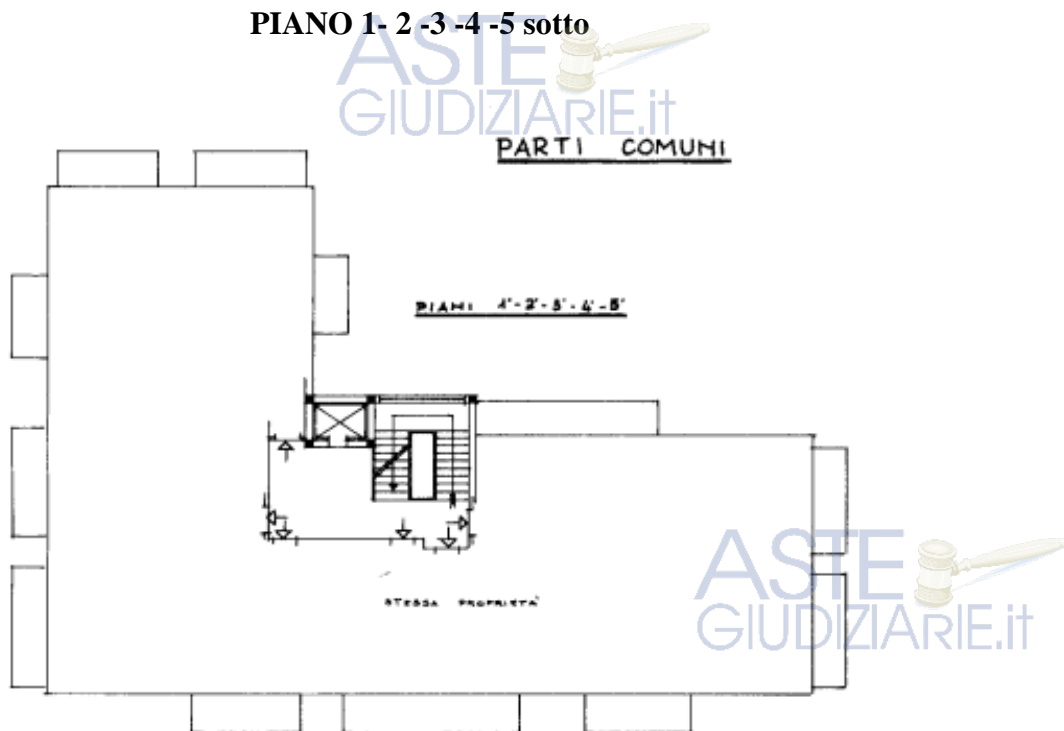 PIANO 1- 2 -3 -4 -5 sotto
ASTE
GIUDIZIARIE.it
PARTI COMUNI
PIANI 1°-2°-3°-4°-5°
STESSA PROPRIETA'
ASTE
GIUDIZIARIE.it